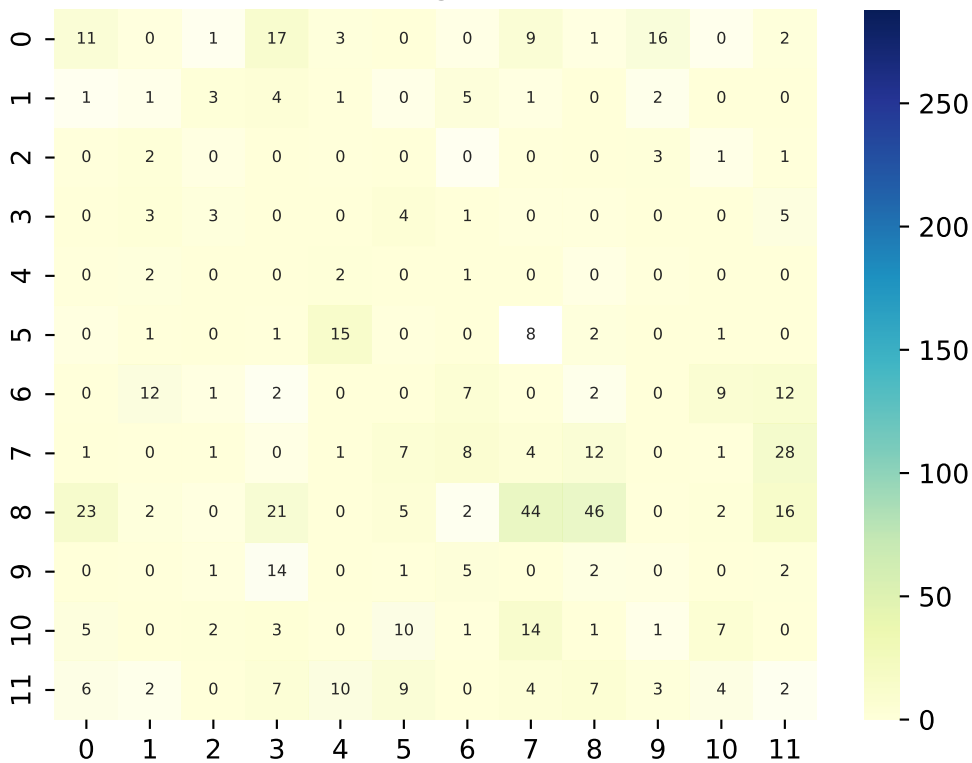 0 11 0 1 17 3 0 0 9 1 16 0 2
1 1 1 3 4 1 0 5 1 0 2 0 0
2 0 2 0 0 0 0 0 0 0 3 1 1
3 0 3 3 0 0 4 1 0 0 0 0 5
4 0 2 0 0 2 0 1 0 0 0 0 0
5 0 1 0 1 15 0 0 8 2 0 1 0
6 0 12 1 2 0 0 7 0 2 0 9 12
7 1 0 1 0 1 7 8 4 12 0 1 28
8 23 2 0 21 0 5 2 44 46 0 2 16
9 0 0 1 14 0 1 5 0 2 0 0 2
10 5 0 2 3 0 10 1 14 1 1 7 0
11 6 2 0 7 10 9 0 4 7 3 4 2
0 1 2 3 4 5 6 7 8 9 10 11
250
200
150
100
50
0